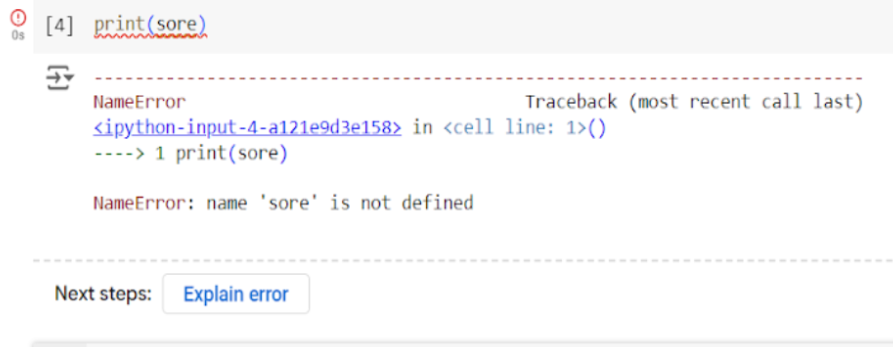 [4] print(sore)
0s
--------------------------------------------------------------------------
NameError Traceback (most recent call last)
<ipython-input-4-a121e9d3e158> in <cell line: 1>()
----> 1 print(sore)
NameError: name 'sore' is not defined
Next steps: Explain error